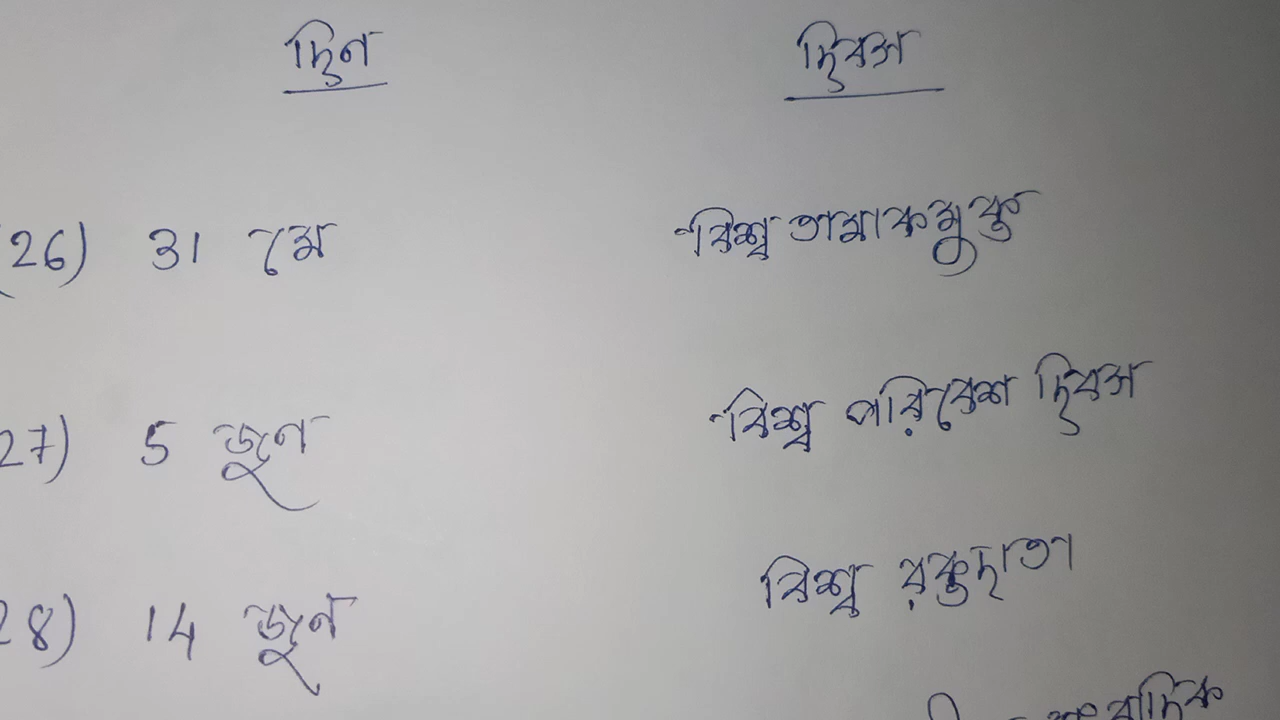 দিন দিবস
(26) 31 মে বিশ্ব তামাকমুক্ত
27) 5 জুন বিশ্ব পরিবেশ দিবস
28) 14 জুন বিশ্ব রক্তদাতা